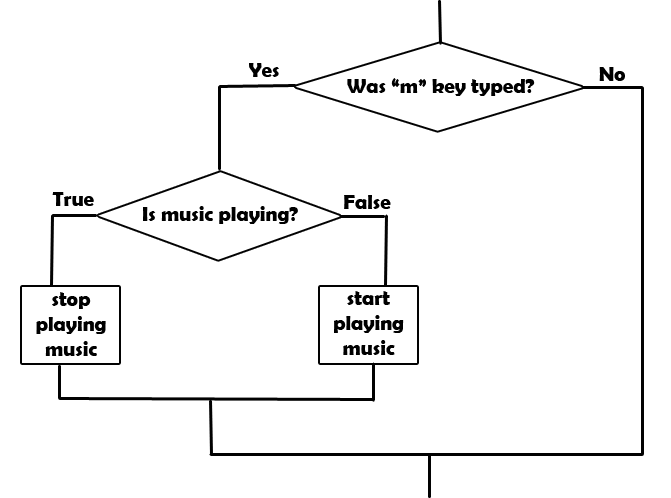 Yes
Was “m” key typed?
No
True
Is music playing?
False
stop
playing
music
start
playing
music